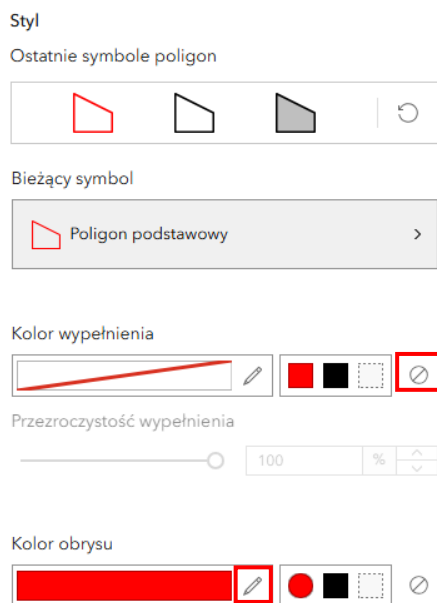 Styl
Ostatnie symbole poligon
Bieżący symbol
Poligon podstawowy
Kolor wypełnienia
Przezroczystość wypełnienia
100 %
Kolor obrysu